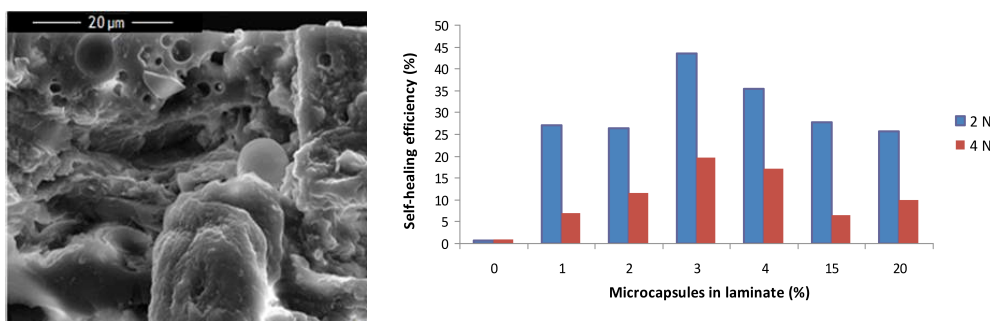 20 µm
50
45
40
35
30
25
20
15
10
5
0
Self-healing efficiency (%)
0 1 2 3 4 15 20
Microcapsules in laminate (%)
2 N
4 N